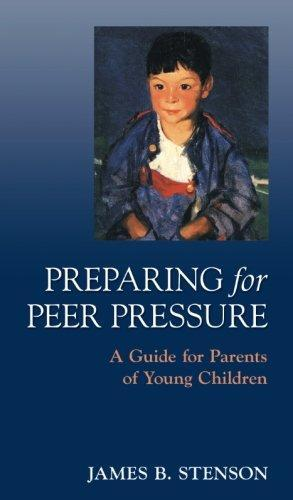 PREPARING for
PEER PRESSURE
A Guide for Parents
of Young Children
JAMES B. STENSON